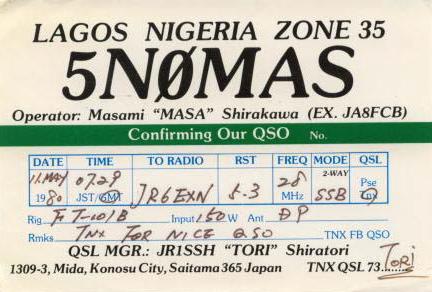 LAGOS NIGERIA ZONE 35
5NØMAS
Operator: Masami "MASA" Shirakawa (EX. JA8FCB)
Confirming Our QSO No.
DATE TIME TO RADIO RST FREQ MODE QSL
11.MAY 0729 JR6EXN 5.3 28 2-WAY Pse
1980 JST/GMT MHz SSB Tnx
Rig FT-101B Input 150 W Ant DP
Rmks TNX FOR NICE QSO TNX FB QSO
QSL MGR.: JR1SSH "TORI" Shiratori
1309-3, Mida, Konosu City, Saitama 365 Japan TNX QSL 73........Tori